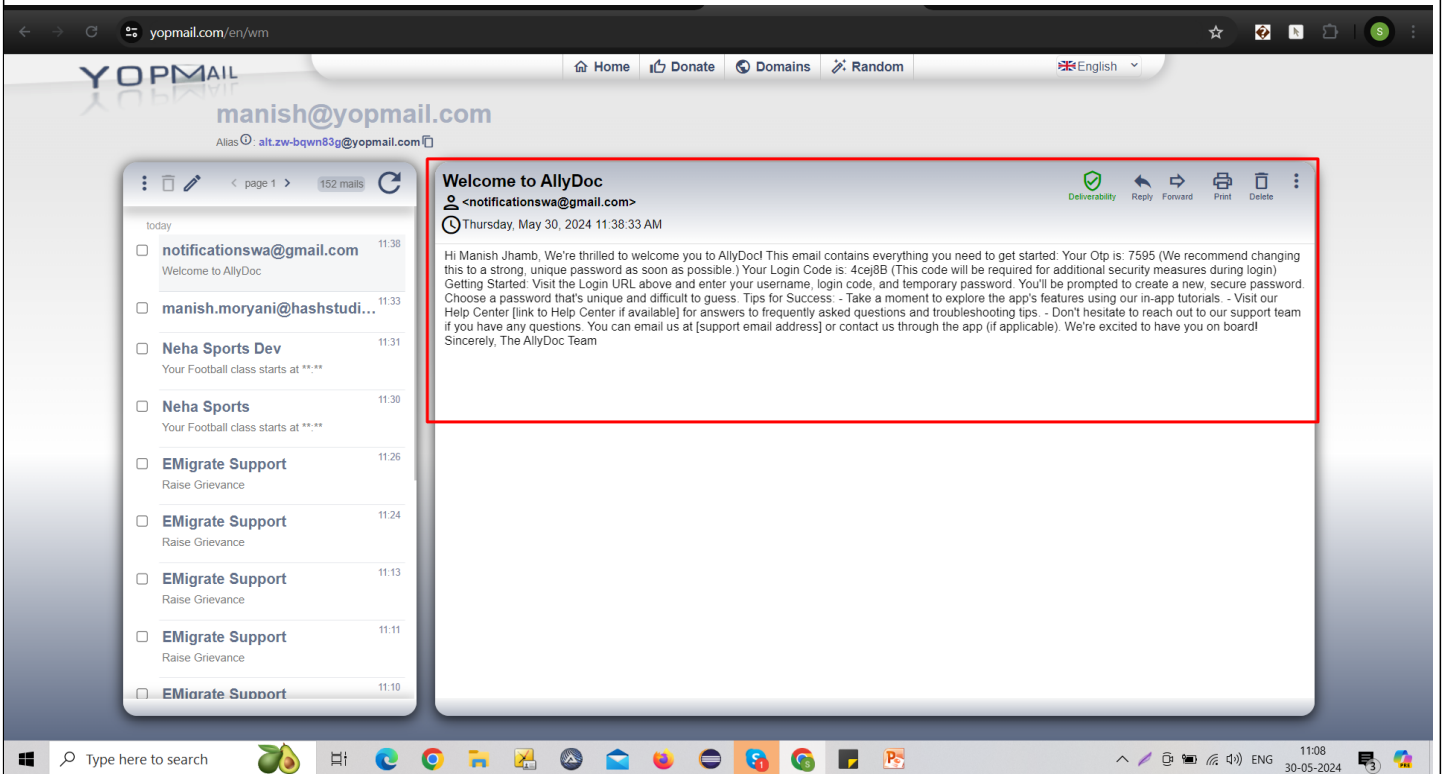 yopmail.com/en/wm
S
YOPMAIL
Home
Donate
Domains
Random
English
manish@yopmail.com
Alias : alt.zw-bqwn83g@yopmail.com
< page 1 >
152 mails
today
notificationswa@gmail.com
11:38
Welcome to AllyDoc
manish.moryani@hashstudi...
11:33
Neha Sports Dev
11:31
Your Football class starts at **:**
Neha Sports
11:30
Your Football class starts at **:**
EMigrate Support
11:26
Raise Grievance
EMigrate Support
11:24
Raise Grievance
EMigrate Support
11:13
Raise Grievance
EMigrate Support
11:11
Raise Grievance
EMigrate Support
11:10
Welcome to AllyDoc
<notificationswa@gmail.com>
Thursday, May 30, 2024 11:38:33 AM
Deliverability
Reply
Forward
Print
Delete
Hi Manish Jhamb, We're thrilled to welcome you to AllyDoc! This email contains everything you need to get started: Your Otp is: 7595 (We recommend changing
this to a strong, unique password as soon as possible.) Your Login Code is: 4cej8B (This code will be required for additional security measures during login)
Getting Started: Visit the Login URL above and enter your username, login code, and temporary password. You'll be prompted to create a new, secure password.
Choose a password that's unique and difficult to guess. Tips for Success: - Take a moment to explore the app's features using our in-app tutorials. - Visit our
Help Center [link to Help Center if available] for answers to frequently asked questions and troubleshooting tips. - Don't hesitate to reach out to our support team
if you have any questions. You can email us at [support email address] or contact us through the app (if applicable). We're excited to have you on board!
Sincerely, The AllyDoc Team
Type here to search
ENG
11:08
30-05-2024
3